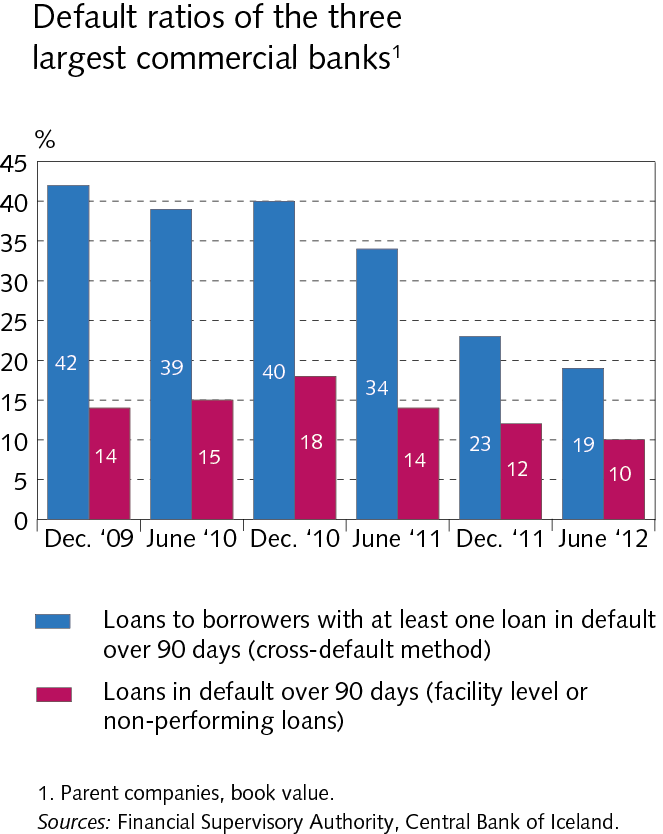 Default ratios of the three
largest commercial banks¹
%
45
40
35
30
25
20
15
10
5
0
42
14
39
15
40
18
34
14
23
12
19
10
Dec. ‘09 June ‘10 Dec. ‘10 June ‘11 Dec. ‘11 June ‘12
Loans to borrowers with at least one loan in default
over 90 days (cross-default method)
Loans in default over 90 days (facility level or
non-performing loans)
1. Parent companies, book value.
Sources: Financial Supervisory Authority, Central Bank of Iceland.